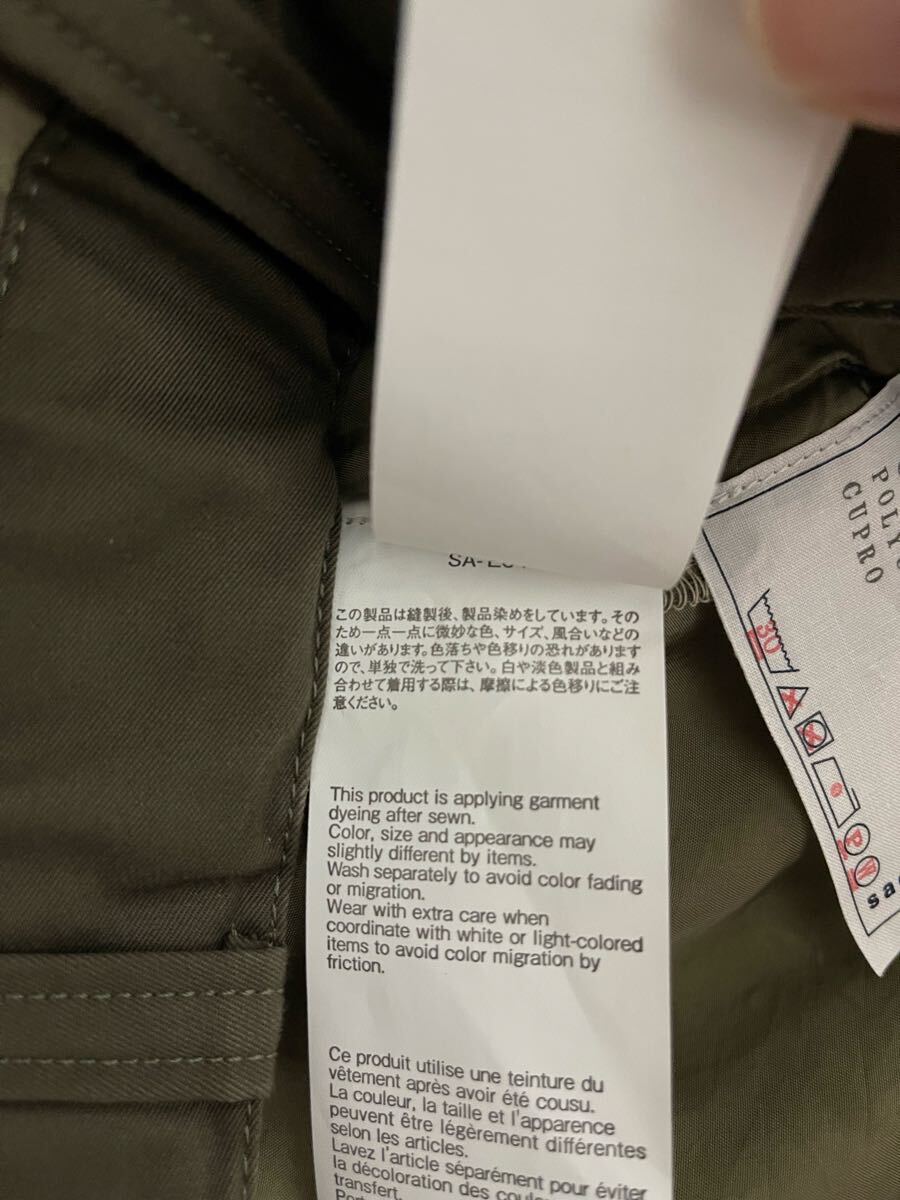 この製品は縫製後、製品染めをしています。その
ため一点一点に微妙な色、サイズ、風合いなどの
違いがあります。色落ちや色移りの恐れがあります
ので、単独で洗って下さい。白や淡色製品と組み
合わせて着用する際は、摩擦による色移りにご注
意ください。
This product is applying garment
dyeing after sewn.
Color, size and appearance may
slightly different by items.
Wash separately to avoid color fading
or migration.
Wear with extra care when
coordinate with white or light-colored
items to avoid color migration by
friction.
Ce produit utilise une teinture du
vêtement après avoir été cousu.
La couleur, la taille et l'apparence
peuvent être légèrement différentes
selon les articles.
Lavez l'article séparément pour éviter
la décoloration des
transfert.
CUPRO
30
P
W